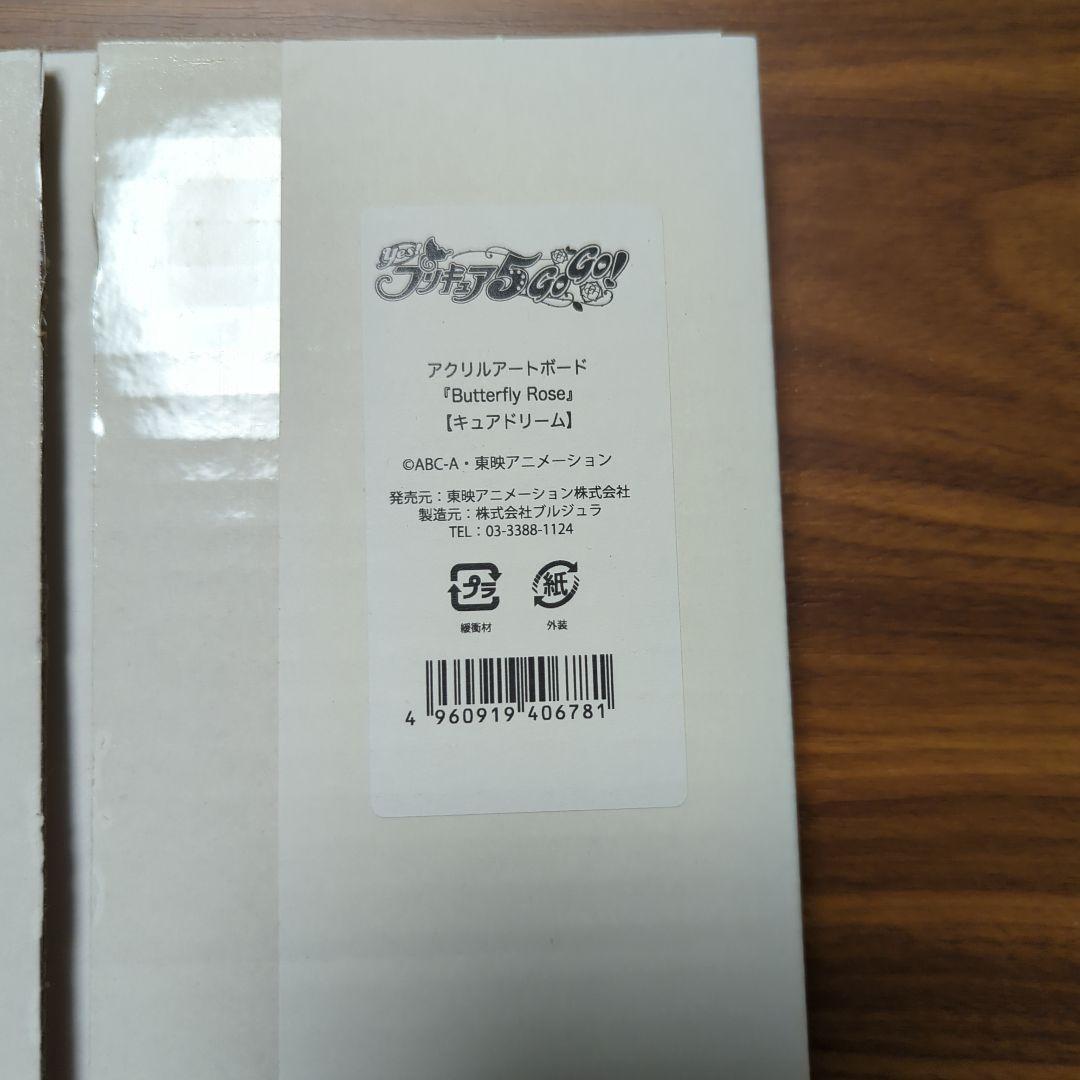 Yes!
プリキュア5GoGo!
アクリルアートボード
『Butterfly Rose』
【キュアドリーム】
©ABC-A・東映アニメーション
発売元：東映アニメーション株式会社
製造元：株式会社ブルジュラ
TEL：03-3388-1124
プラ 紙
緩衝材 外装
4 960919 406781